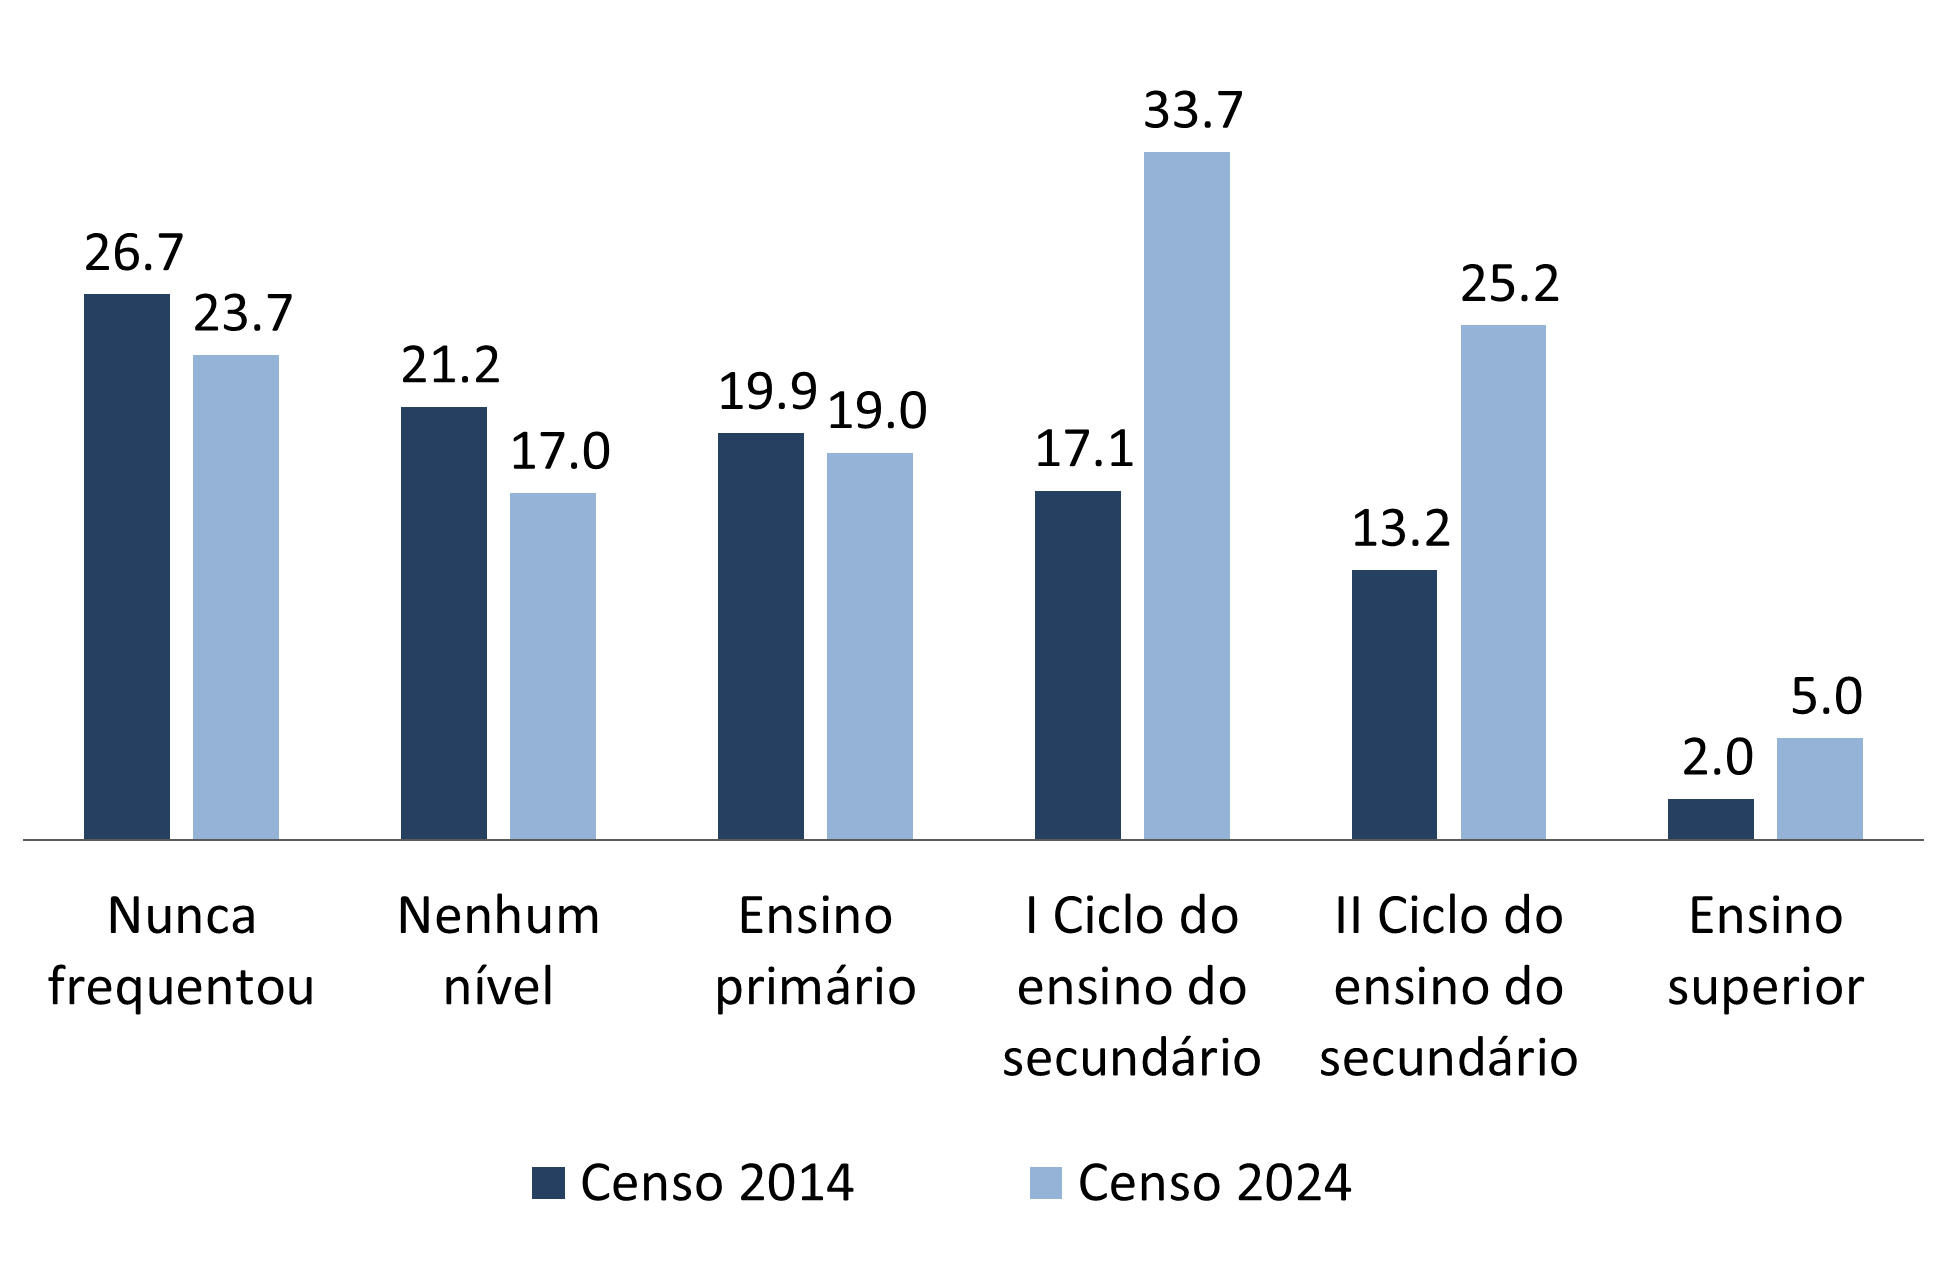 33.7
26.7
23.7
25.2
21.2
17.0
19.9
19.0
17.1
13.2
5.0
2.0
Nunca
frequentou
Nenhum
nível
Ensino
primário
I Ciclo do
ensino do
secundário
II Ciclo do
ensino do
secundário
Ensino
superior
Censo 2014
Censo 2024